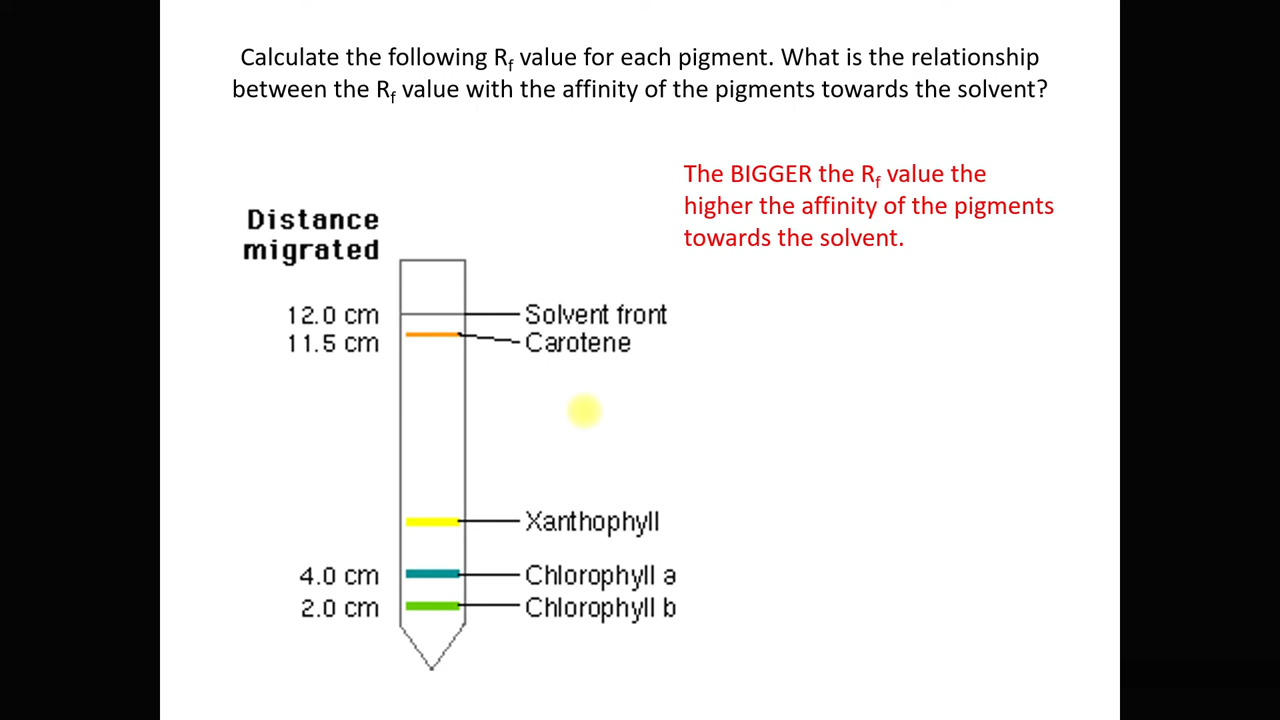 Calculate the following Rf value for each pigment. What is the relationship
between the Rf value with the affinity of the pigments towards the solvent?
The BIGGER the Rf value the
higher the affinity of the pigments
towards the solvent.
Distance
migrated
12.0 cm
Solvent front
11.5 cm
Carotene
Xanthophyll
4.0 cm
Chlorophyll a
2.0 cm
Chlorophyll b